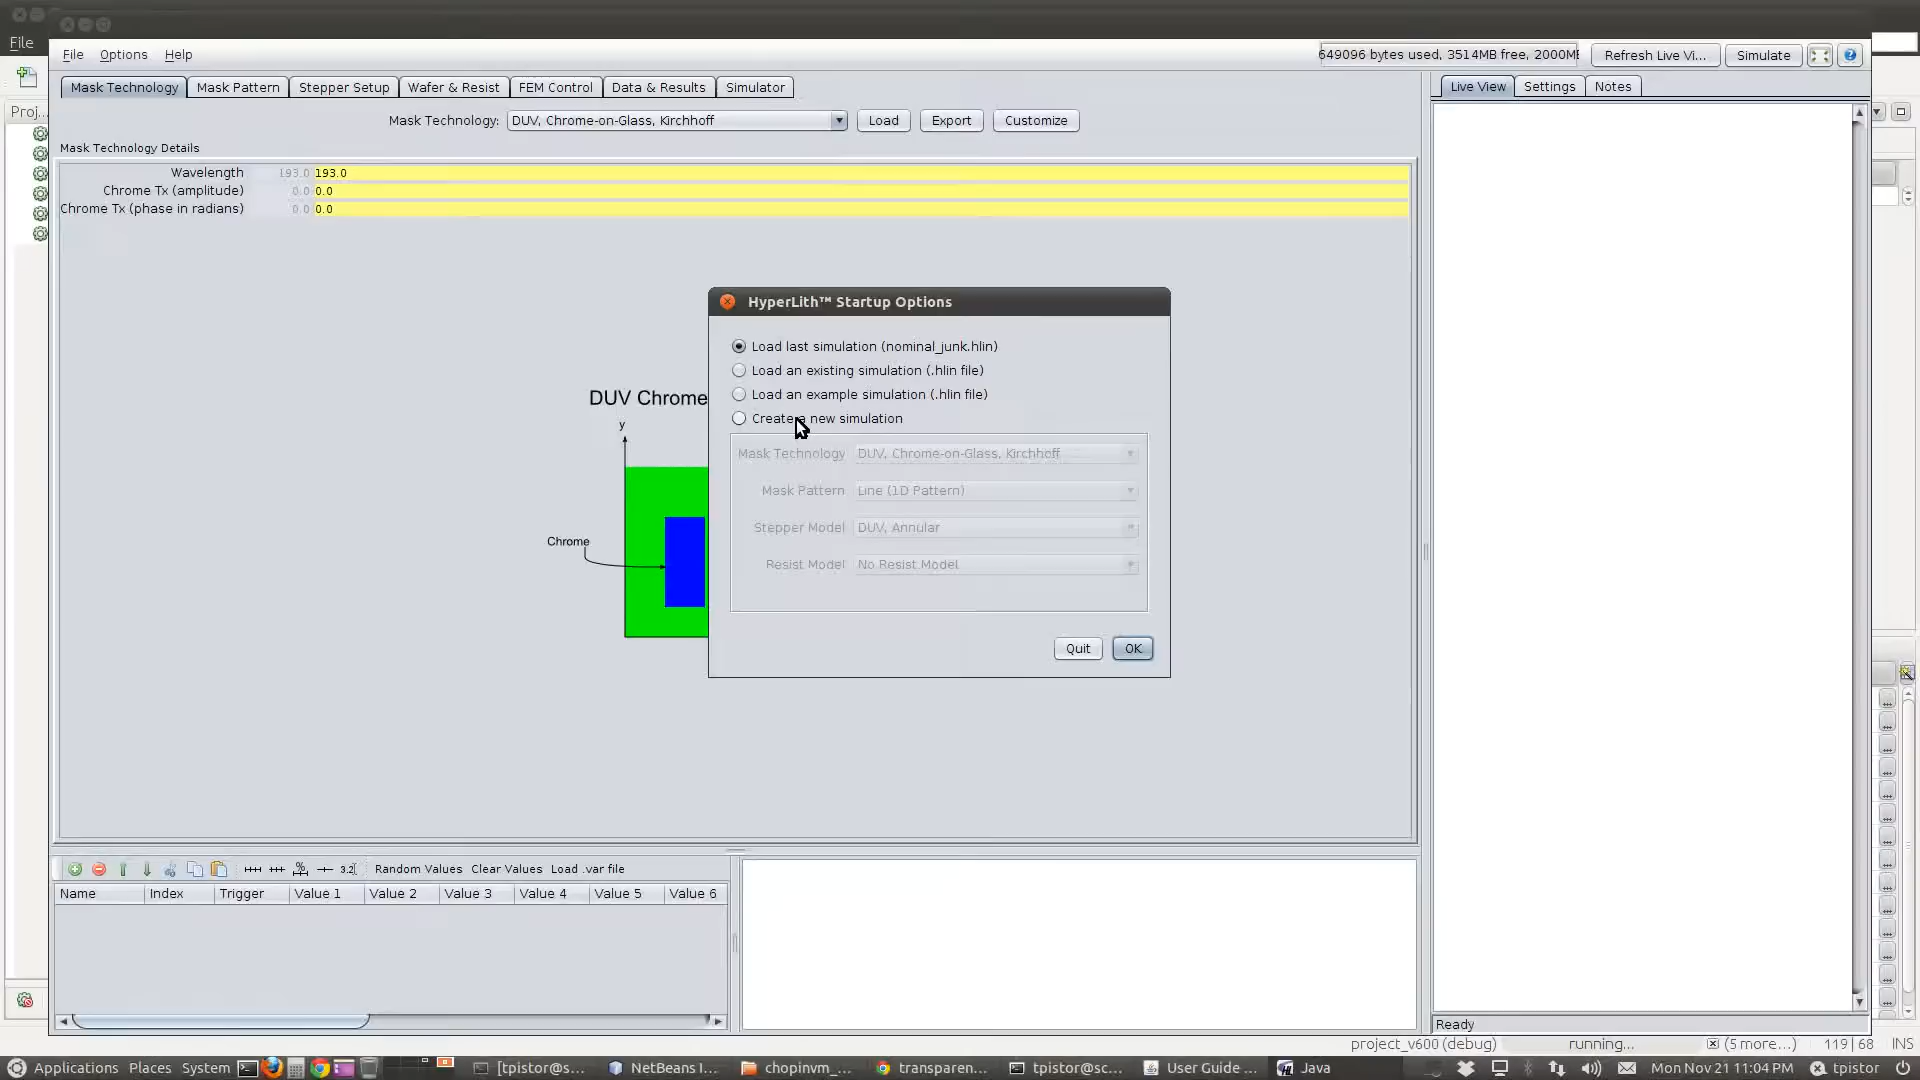 File
File Options Help
649096 bytes used, 3514MB free, 2000M
Refresh Live Vi... Simulate
Mask Technology Mask Pattern Stepper Setup Wafer & Resist FEM Control Data & Results Simulator
Live View Settings Notes
Proj...
Mask Technology: DUV, Chrome-on-Glass, Kirchhoff Load Export Customize
Mask Technology Details
Wavelength 193.0 193.0
Chrome Tx (amplitude) 0.0 0.0
Chrome Tx (phase in radians) 0.0 0.0
HyperLith™ Startup Options
Load last simulation (nominal_junk.hlin)
Load an existing simulation (.hlin file)
Load an example simulation (.hlin file)
Create a new simulation
DUV Chrome
y
Chrome
Mask Technology DUV, Chrome-on-Glass, Kirchhoff
Mask Pattern Line (1D Pattern)
Stepper Model DUV, Annular
Resist Model No Resist Model
Quit OK
Random Values Clear Values Load .var file
Name Index Trigger Value 1 Value 2 Value 3 Value 4 Value 5 Value 6
Ready
project_v600 (debug) running... (5 more...) 119|68 INS
Applications Places System [tpistor@s... NetBeans I... chopinvm_... transparen... tpistor@sc... User Guide ... Java Mon Nov 21 11:04 PM tpistor